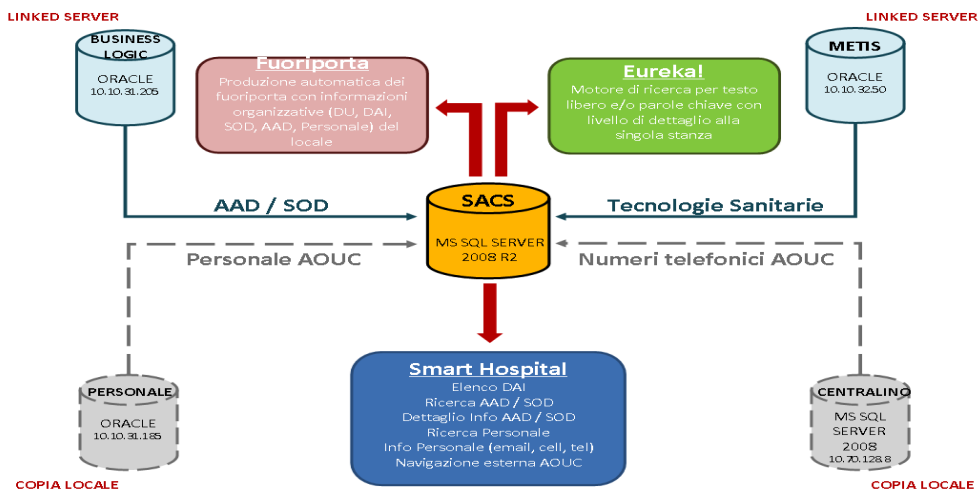 LINKED SERVER
LINKED SERVER
BUSINESS
LOGIC
ORACLE
10.10.31.205
Fuoriporta
Produzione automatica dei
fuoriporta con informazioni
organizzative (DU, DAI,
SOD, AAD, Personale) del
locale
Eureka!
Motore di ricerca per testo
libero e/o parole chiave con
livello di dettaglio alla
singola stanza
METIS
ORACLE
10.10.32.50
AAD / SOD
SACS
MS SQL SERVER
2008 R2
Tecnologie Sanitarie
Personale AOUC
Numeri telefonici AOUC
PERSONALE
ORACLE
10.10.31.185
Smart Hospital
Elenco DAI
Ricerca AAD / SOD
Dettaglio Info AAD / SOD
Ricerca Personale
Info Personale (email, cell, tel)
Navigazione esterna AOUC
CENTRALINO
MS SQL
SERVER
2008
10.70.128.8
COPIA LOCALE
COPIA LOCALE